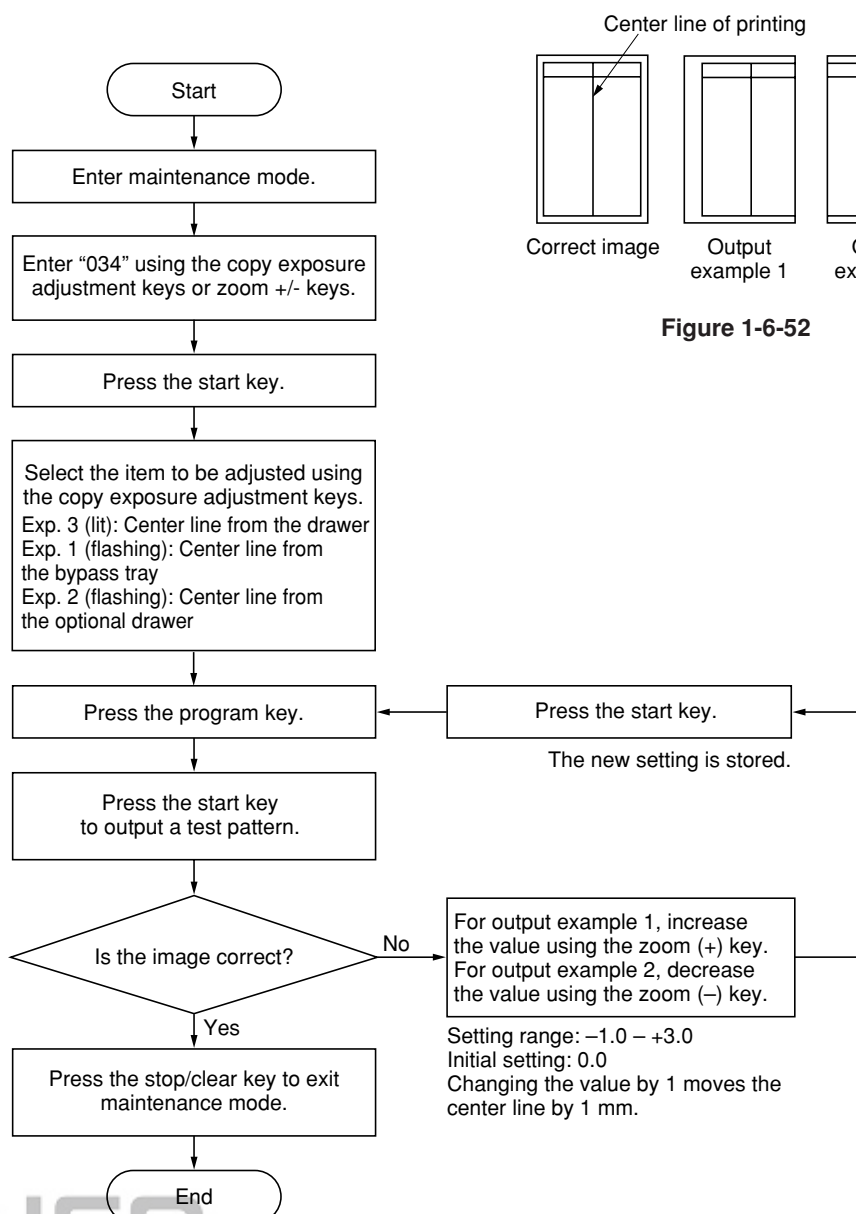 Center line of printing
Correct image
Output
example 1
Figure 1-6-52
Start
Enter maintenance mode.
Enter “034” using the copy exposure
adjustment keys or zoom +/- keys.
Press the start key.
Select the item to be adjusted using
the copy exposure adjustment keys.
Exp. 3 (lit): Center line from the drawer
Exp. 1 (flashing): Center line from
the bypass tray
Exp. 2 (flashing): Center line from
the optional drawer
Press the program key.
Press the start key.
The new setting is stored.
Press the start key
to output a test pattern.
Is the image correct?
No
For output example 1, increase
the value using the zoom (+) key.
For output example 2, decrease
the value using the zoom (–) key.
Setting range: –1.0 – +3.0
Initial setting: 0.0
Changing the value by 1 moves the
center line by 1 mm.
Yes
Press the stop/clear key to exit
maintenance mode.
End